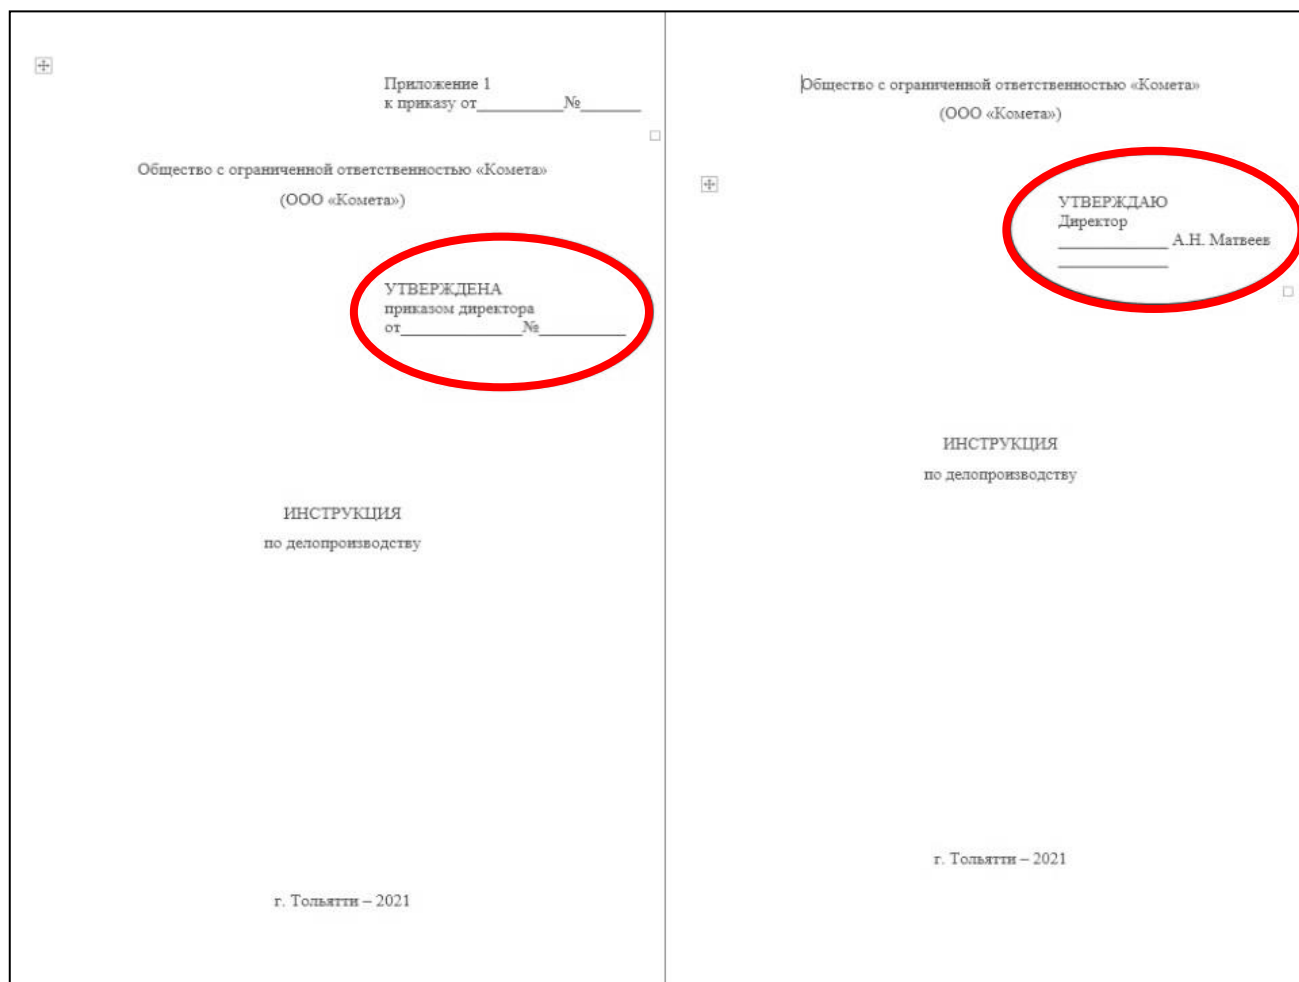 Приложение 1
к приказу от__________№_______
Общество с ограниченной ответственностью «Комета»
(ООО «Комета»)
УТВЕРЖДЕНА
приказом директора
от______________№__________
ИНСТРУКЦИЯ
по делопроизводству
г. Тольятти – 2021
Общество с ограниченной ответственностью «Комета»
(ООО «Комета»)
УТВЕРЖДАЮ
Директор
_____________ А.Н. Матвеев
_____________
ИНСТРУКЦИЯ
по делопроизводству
г. Тольятти – 2021